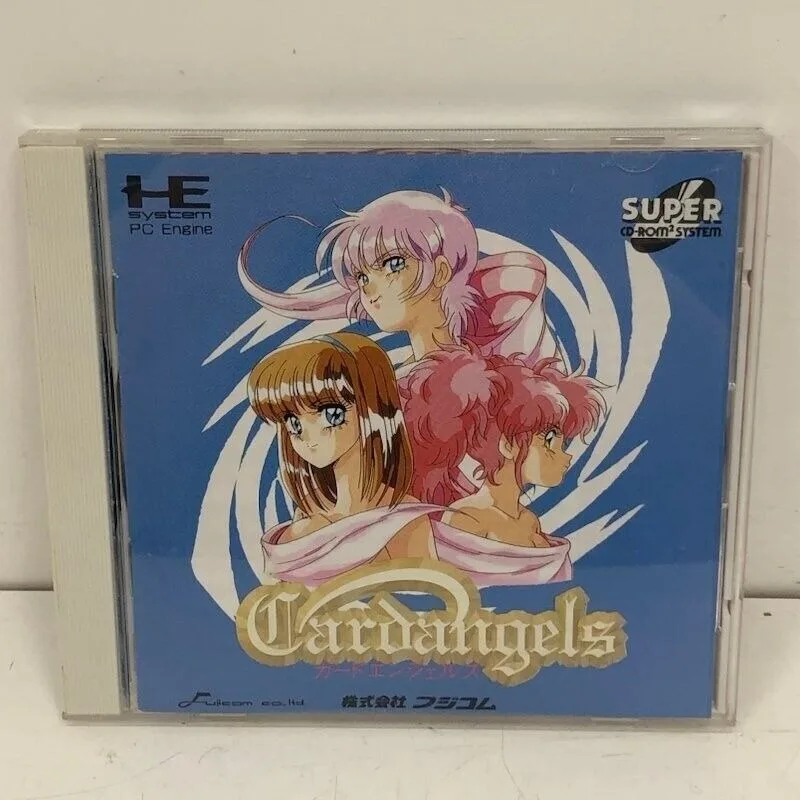 HE
system
PC Engine
SUPER
CD-ROM² SYSTEM
Cardangels
カードエンジェルス
Fujicom co.,ltd.
株式会社 フジコム